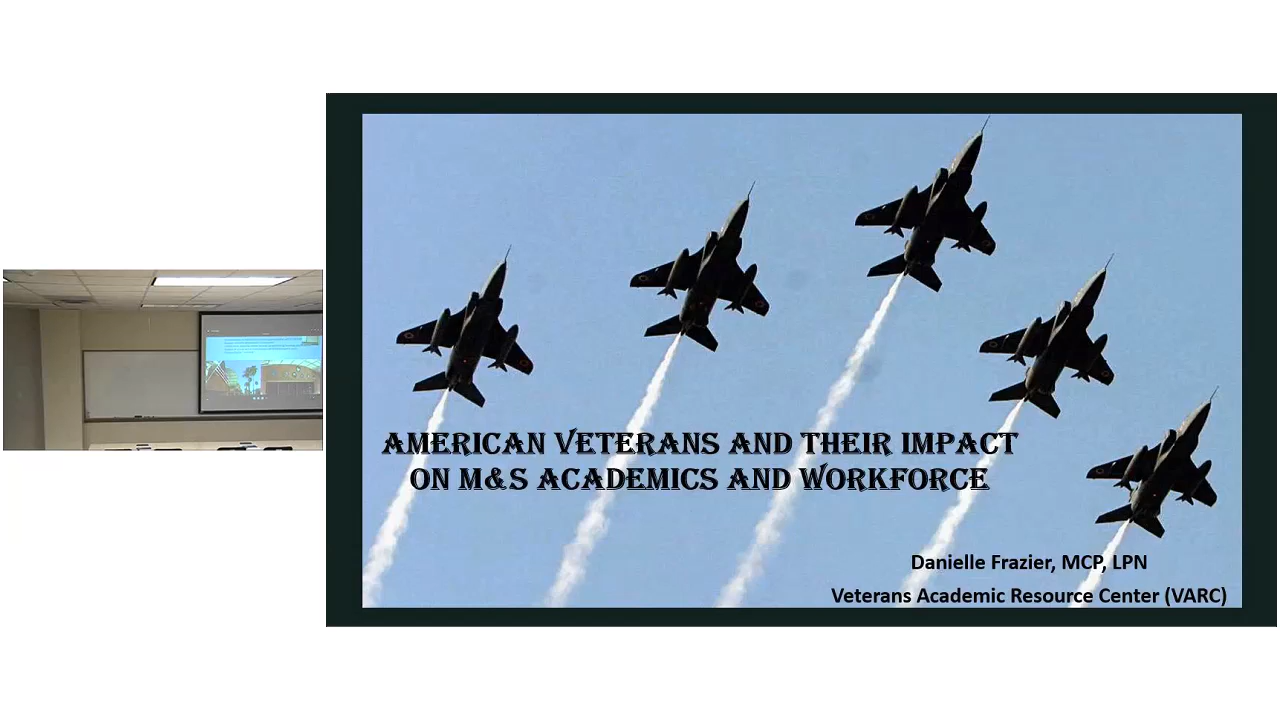 AMERICAN VETERANS AND THEIR IMPACT
ON M&S ACADEMICS AND WORKFORCE
Danielle Frazier, MCP, LPN
Veterans Academic Resource Center (VARC)